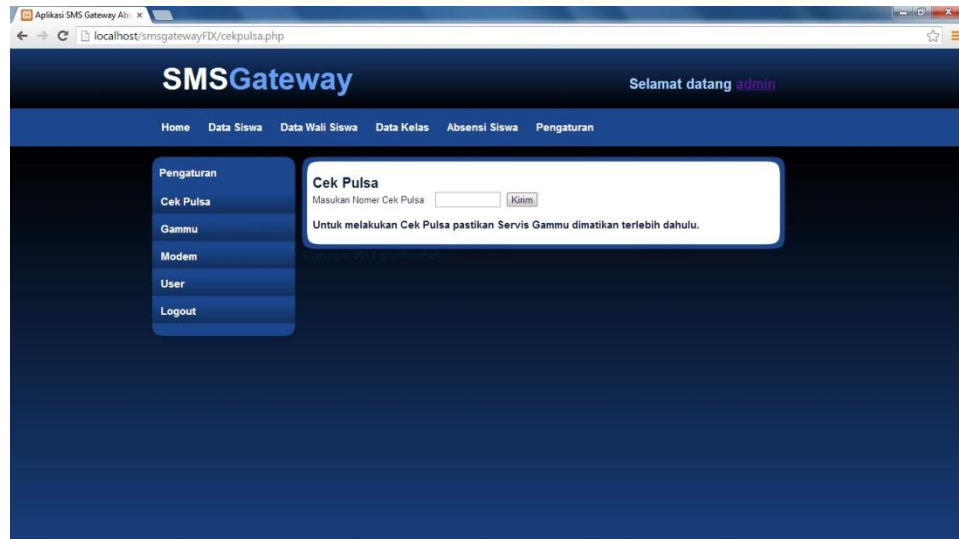 Aplikasi SMS Gateway Ab
localhost/smsgatewayFIX/cekpulsa.php
SMSGateway
Selamat datang admin
Home Data Siswa Data Wali Siswa Data Kelas Absensi Siswa Pengaturan
Pengaturan
Cek Pulsa
Gammu
Modem
User
Logout
Cek Pulsa
Masukan Nomer Cek Pulsa Kirim
Untuk melakukan Cek Pulsa pastikan Servis Gammu dimatikan terlebih dahulu.